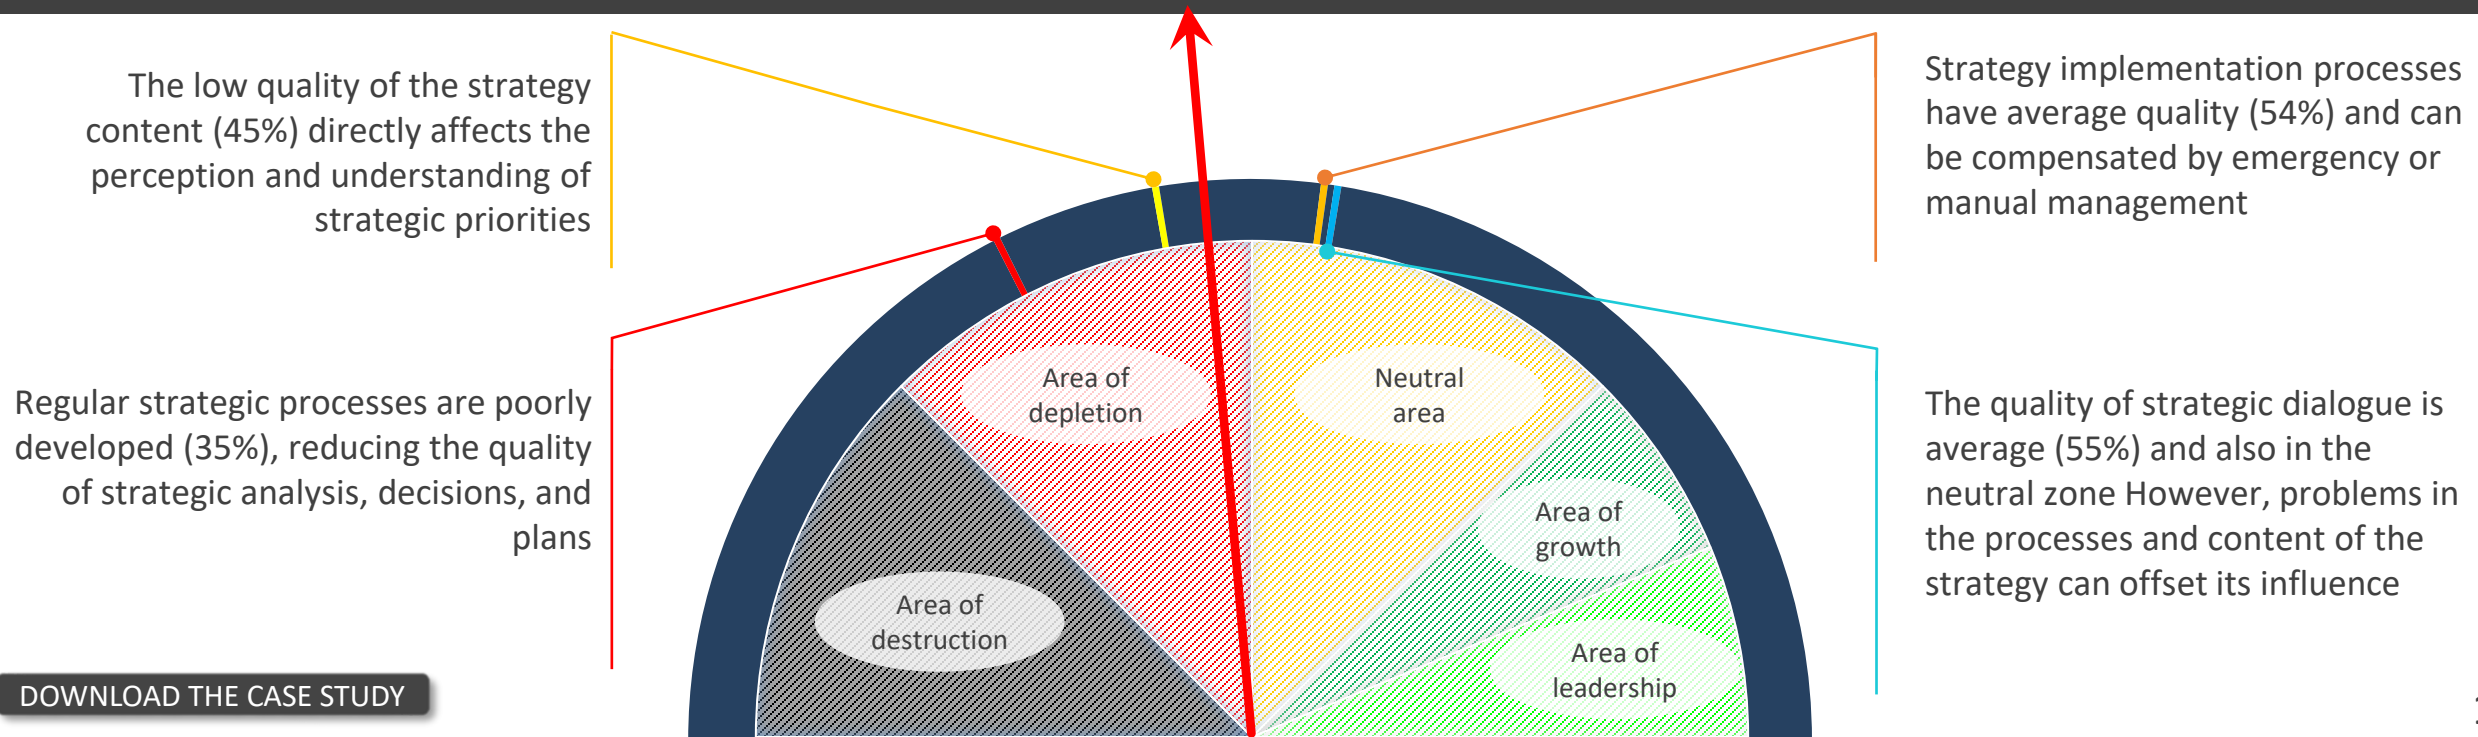 The low quality of the strategy
content (45%) directly affects the
perception and understanding of
strategic priorities
Regular strategic processes are poorly
developed (35%), reducing the quality
of strategic analysis, decisions, and
plans
Area of
destruction
Area of
depletion
Neutral
area
Area of
growth
Area of
leadership
Strategy implementation processes
have average quality (54%) and can
be compensated by emergency or
manual management
The quality of strategic dialogue is
average (55%) and also in the
neutral zone However, problems in
the processes and content of the
strategy can offset its influence
DOWNLOAD THE CASE STUDY